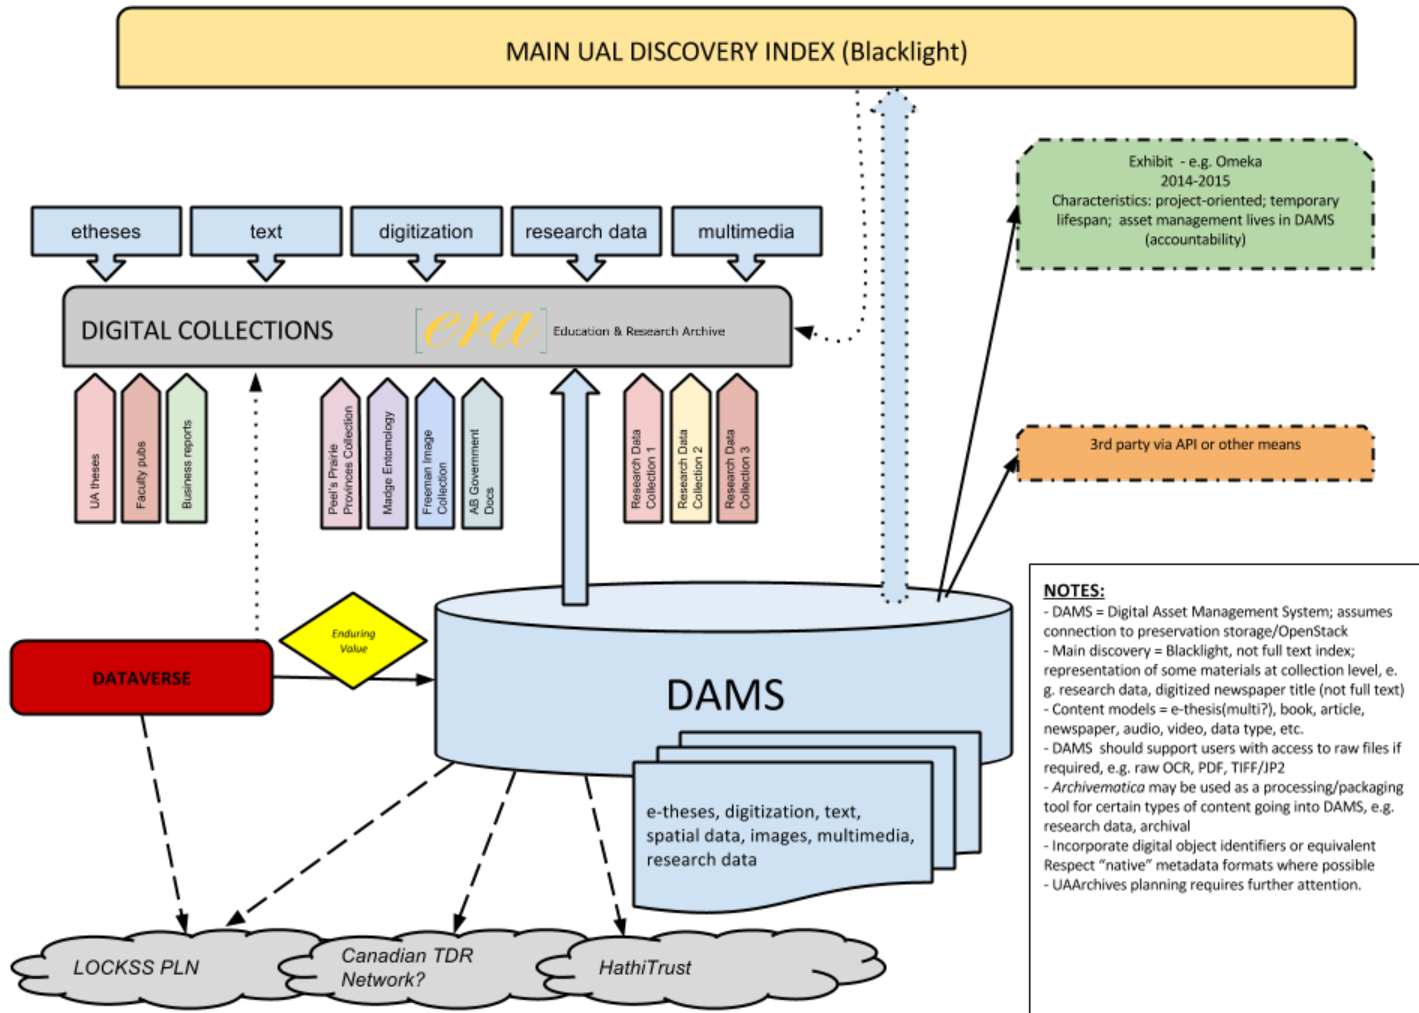 MAIN UAL DISCOVERY INDEX (Blacklight)
Exhibit - e.g. Omeka
2014-2015
Characteristics: project-oriented; temporary
lifespan; asset management lives in DAMS
(accountability)
etheses
text
digitization
research data
multimedia
DIGITAL COLLECTIONS
[era]
Education & Research Archive
UA theses
Faculty pubs
Business reports
Peel's Prairie
Provinces Collection
Madge Entomology
Freeman Image
Collection
AB Government
Docs
Research Data
Collection 1
Research Data
Collection 2
Research Data
Collection 3
3rd party via API or other means
Enduring
Value
DATAVERSE
DAMS
e-theses, digitization, text,
spatial data, images, multimedia,
research data
LOCKSS PLN
Canadian TDR
Network?
HathiTrust
NOTES:
- DAMS = Digital Asset Management System; assumes
connection to preservation storage/OpenStack
- Main discovery = Blacklight, not full text index;
representation of some materials at collection level, e.
g. research data, digitized newspaper title (not full text)
- Content models = e-thesis(multi?), book, article,
newspaper, audio, video, data type, etc.
- DAMS should support users with access to raw files if
required, e.g. raw OCR, PDF, TIFF/JP2
- Archivematica may be used as a processing/packaging
tool for certain types of content going into DAMS, e.g.
research data, archival
- Incorporate digital object identifiers or equivalent
Respect “native” metadata formats where possible
- UAArchives planning requires further attention.